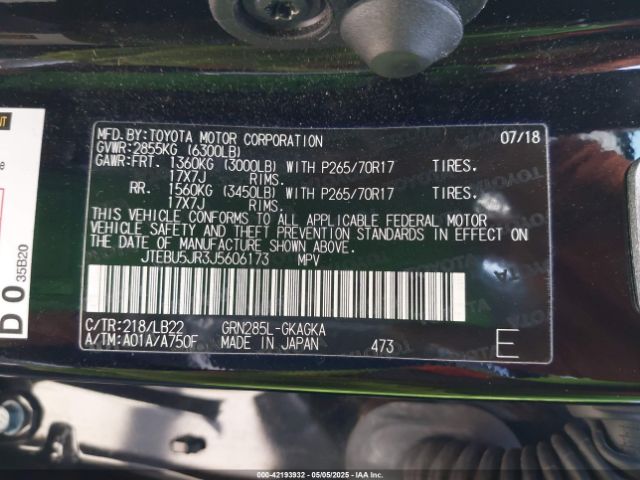 MFD.BY:TOYOTA MOTOR CORPORATION 07/18
GVWR:2855KG (6300LB)
GAWR:FRT. 1360KG (3000LB) WITH P265/70R17 TIRES.
17X7J RIMS.
RR. 1560KG (3450LB) WITH P265/70R17 TIRES.
17X7J RIMS.
THIS VEHICLE CONFORMS TO ALL APPLICABLE FEDERAL MOTOR
VEHICLE SAFETY AND THEFT PREVENTION STANDARDS IN EFFECT
ON THE DATE OF MANUFACTURE SHOWN ABOVE.
JTEBU5JR3J5606173 MPV
C/TR:218/LB22 GRN285L-GKAGKA
A/TM:A01A/A750F MADE IN JAPAN 473 E
D 0 35B20
000-42193932 - 05/05/2025 - IAAI.COM